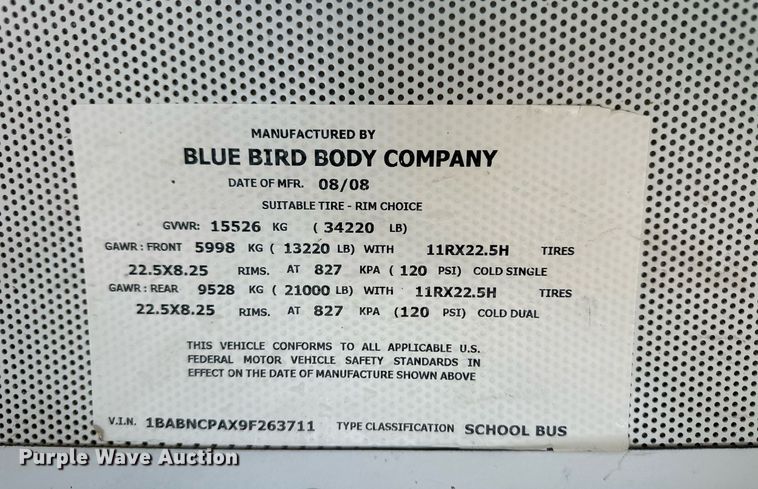 MANUFACTURED BY
BLUE BIRD BODY COMPANY
DATE OF MFR. 08/08
SUITABLE TIRE - RIM CHOICE
GVWR: 15526 KG ( 34220 LB)
GAWR : FRONT 5998 KG ( 13220 LB) WITH 11RX22.5H TIRES
22.5X8.25 RIMS. AT 827 KPA ( 120 PSI) COLD SINGLE
GAWR : REAR 9528 KG ( 21000 LB) WITH 11RX22.5H TIRES
22.5X8.25 RIMS. AT 827 KPA (120 PSI) COLD DUAL
THIS VEHICLE CONFORMS TO ALL APPLICABLE U.S.
FEDERAL MOTOR VEHICLE SAFETY STANDARDS IN
EFFECT ON THE DATE OF MANUFACTURE SHOWN ABOVE
V.I.N. 1BABNCPAX9F263711 TYPE CLASSIFICATION SCHOOL BUS
Purple Wave Auction